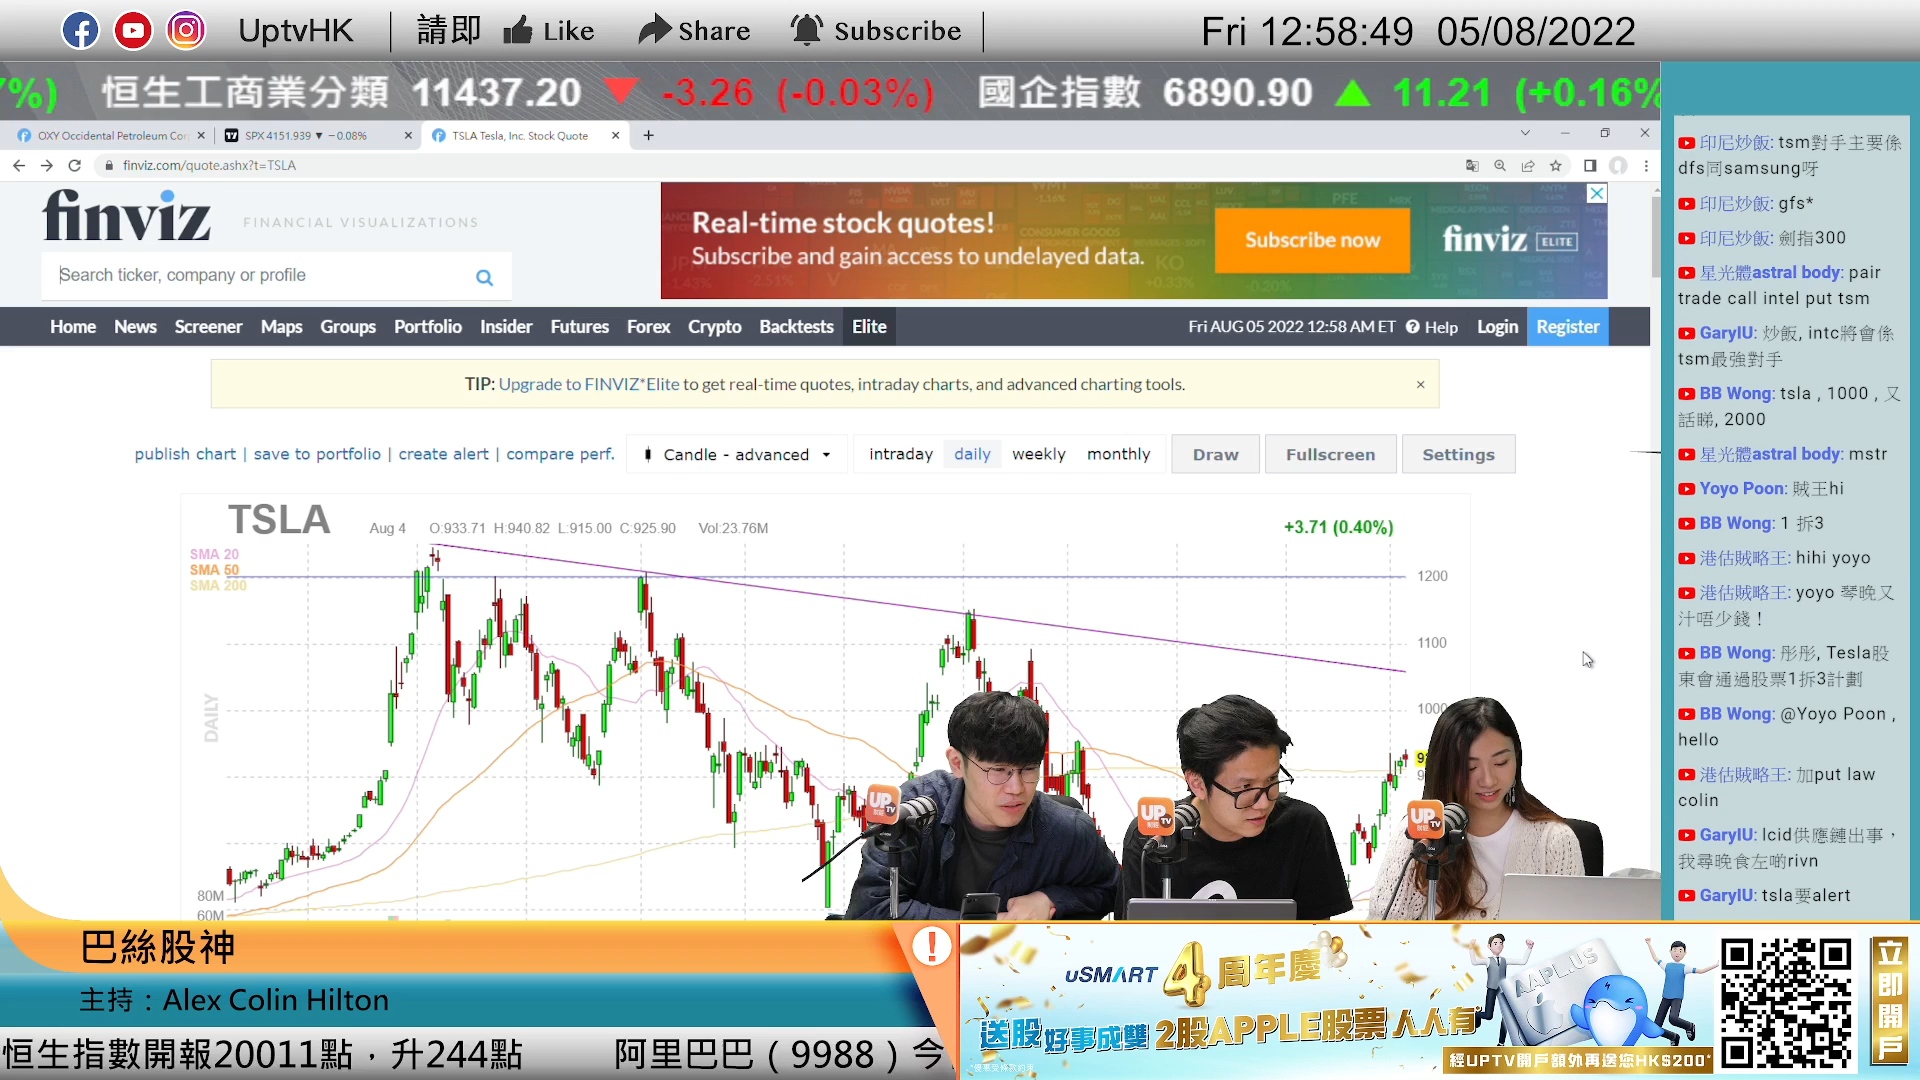 UptvHK
請即 Like Share Subscribe
Fri 12:58:49 05/08/2022
7%) 恒生工商業分類 11437.20 ▼ -3.26 (-0.03%) 國企指數 6890.90 ▲ 11.21 (+0.16%
OXY Occidental Petroleum Cor
SPX 4151.939 ▼ −0.08%
TSLA Tesla, Inc. Stock Quote
finviz.com/quote.ashx?t=TSLA
finviz
FINANCIAL VISUALIZATIONS
Search ticker, company or profile
Real-time stock quotes!
Subscribe and gain access to undelayed data.
Subscribe now
finviz ELITE
Home News Screener Maps Groups Portfolio Insider Futures Forex Crypto Backtests Elite
Fri AUG 05 2022 12:58 AM ET Help Login Register
TIP: Upgrade to FINVIZ*Elite to get real-time quotes, intraday charts, and advanced charting tools. ×
publish chart | save to portfolio | create alert | compare perf.
Candle - advanced
intraday daily weekly monthly
Draw Fullscreen Settings
TSLA
Aug 4 O:933.71 H:940.82 L:915.00 C:925.90 Vol:23.76M
+3.71 (0.40%)
SMA 20
SMA 50
SMA 200
1200
1100
1000
DAILY
80M
60M
UP TV
UP TV
UP TV
印尼炒飯: tsm對手主要係
dfs同samsung呀
印尼炒飯: gfs*
印尼炒飯: 劍指300
星光體astral body: pair
trade call intel put tsm
GaryIU: 炒飯, intc將會係
tsm最強對手
BB Wong: tsla , 1000 , 又
話睇, 2000
星光體astral body: mstr
Yoyo Poon: 賊王hi
BB Wong: 1 拆3
港估賊略王: hihi yoyo
港估賊略王: yoyo 琴晚又
汁唔少錢！
BB Wong: 彤彤, Tesla股
東會通過股票1拆3計劃
BB Wong: @Yoyo Poon ,
hello
港估賊略王: 加put law
colin
GaryIU: lcid供應鏈出事，
我尋晚食左啲rivn
GaryIU: tsla要alert
巴絲股神
主持：Alex Colin Hilton
恒生指數開報20011點，升244點 阿里巴巴（9988）今
uSMART 4周年慶
送股好事成雙 2股APPLE股票人人有*
AAPL.US
經UPTV開戶額外再送您HK$200*
立即開戶